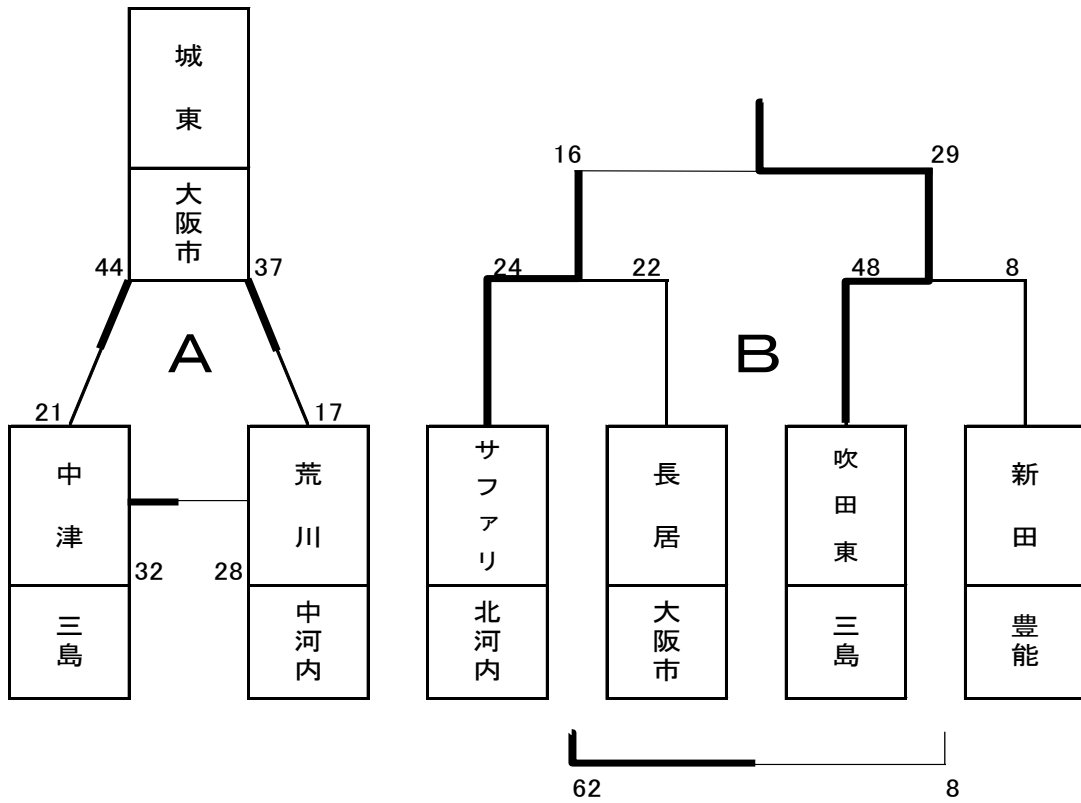 城東
大阪市
44
37
A
21
17
中津
荒川
32
28
三島
中河内
16
29
24
22
48
8
B
サファリ
長居
吹田東
新田
北河内
大阪市
三島
豊能
62
8